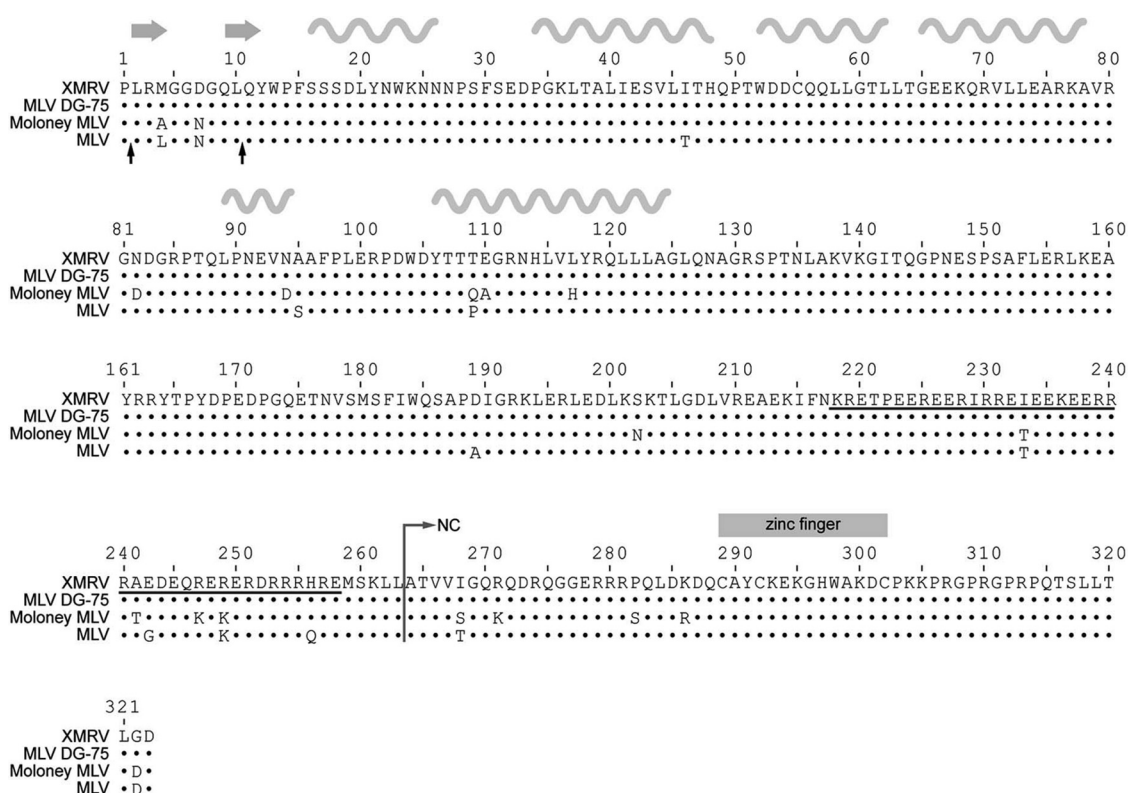 1 10 20 30 40 50 60 70 80
XMRV PLRMGGDGQLQYWPFSSSDLYNWKNNNPSFSEDPGKLTALIESVLITHQPTWDDCQQLLGTLLTGEEKQRVLLEARKAVR
MLV DG-75
Moloney MLV A N
MLV L N T
81 90 100 110 120 130 140 150 160
XMRV GNDGRPTQLPNEVNAAFPLERPDWDYTTTEGRNHLVLYRQLLLAGLQNAGRSPTNLAKVKGITQGPNESPSAFLERLKEA
MLV DG-75
Moloney MLV D D QA H
MLV S P
161 170 180 190 200 210 220 230 240
XMRV YRRYTPYDPEDPGQETNVSMSFIWQSAPDIGRKLERLEDLKSKTLGDLVREAEKIFNKRETPEEREERIRREIEEKEERR
MLV DG-75
Moloney MLV N T
MLV A T
NC zinc finger
240 250 260 270 280 290 300 310 320
XMRV RAEDEQRERERDRRRHREMSKLLATVVIGQRQDRQGGERRRPQLDKDQCAYCKEKGHWAKDCPKKPRGPRGPRPQTSLLT
MLV DG-75
Moloney MLV T K K S K S R
MLV G K Q T
321
XMRV LGD
MLV DG-75
Moloney MLV D
MLV D